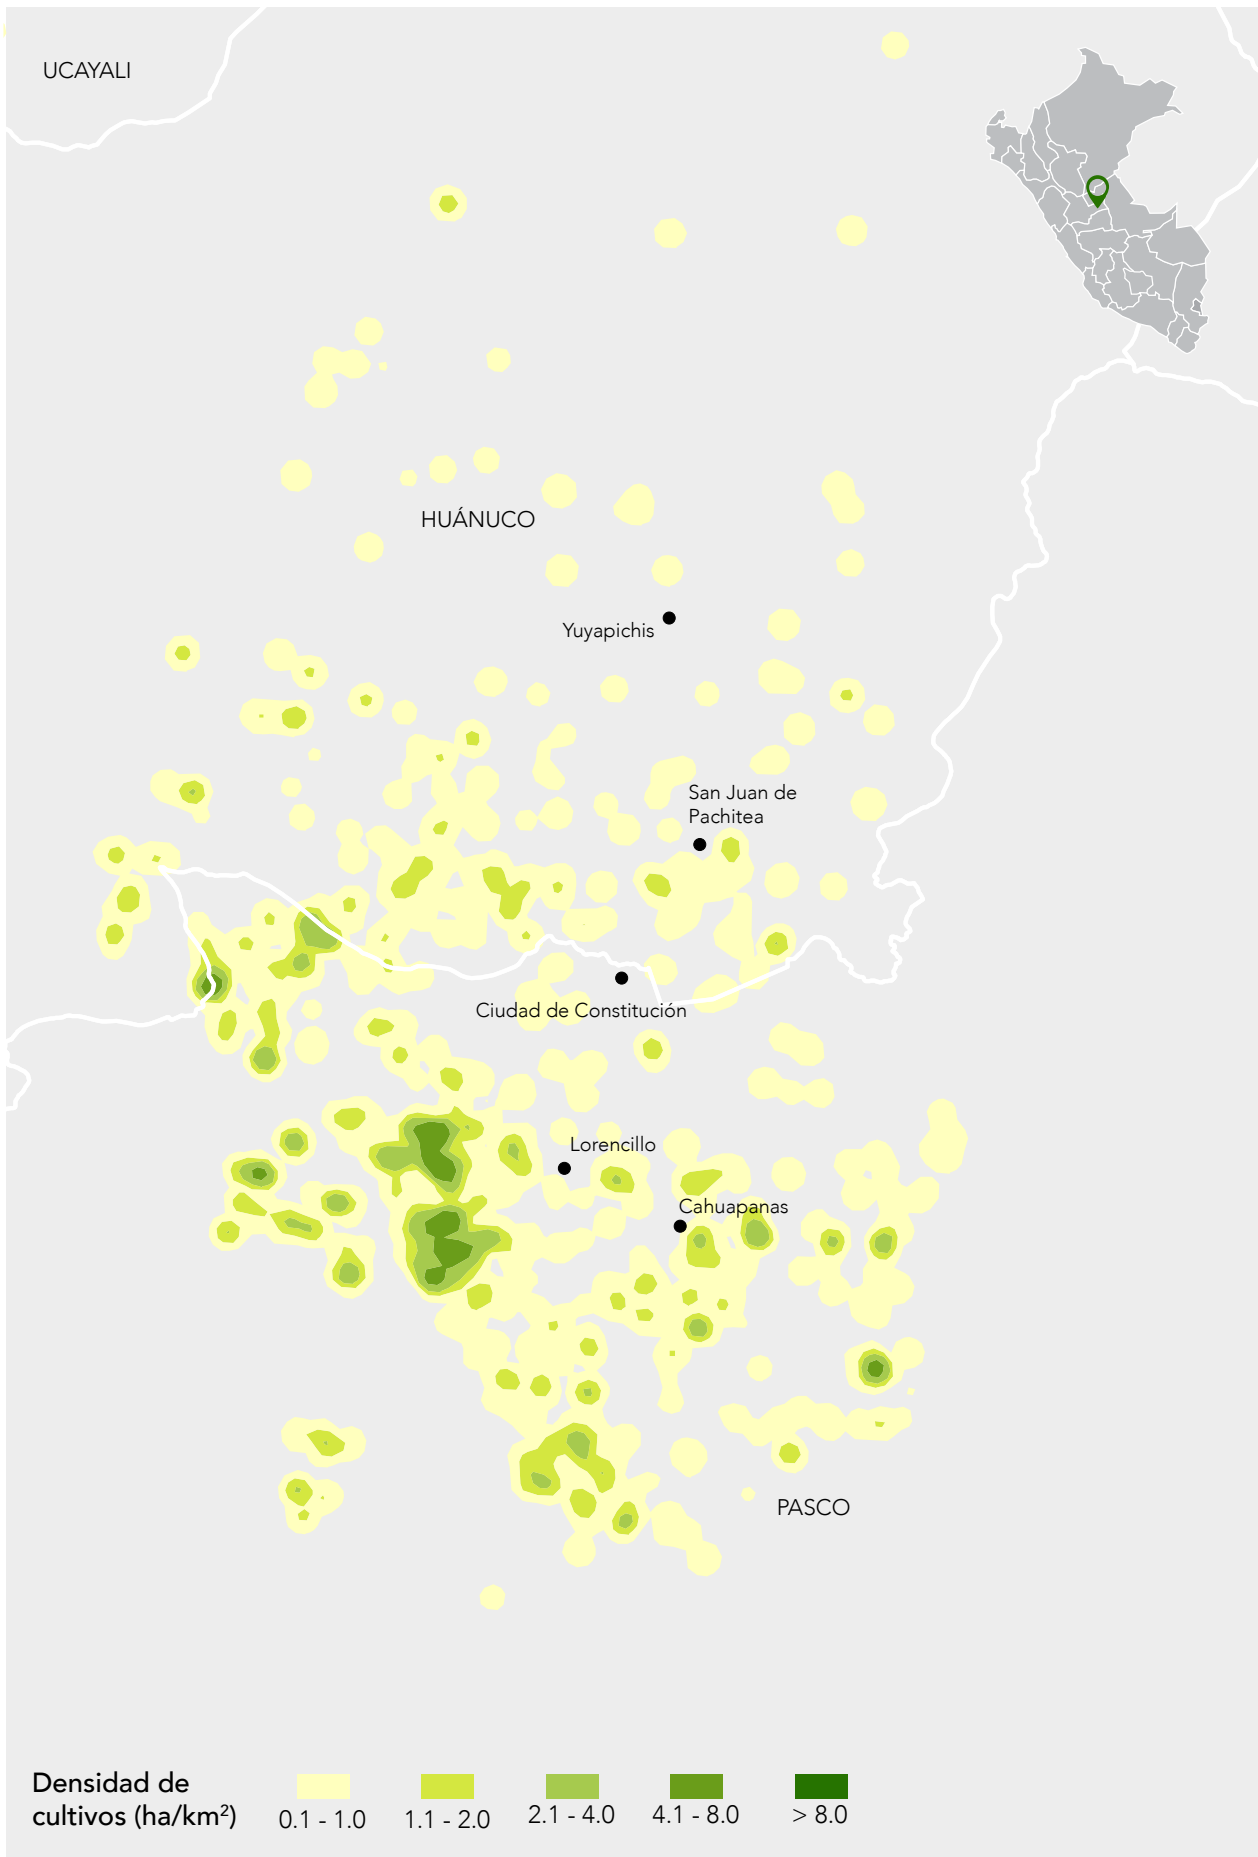 UCAYALI
HUÁNUCO
Yuyapichis
San Juan de
Pachitea
Ciudad de Constitución
Lorencillo
Cahuapanas
PASCO
Densidad de
cultivos (ha/km²)
0.1 - 1.0
1.1 - 2.0
2.1 - 4.0
4.1 - 8.0
> 8.0